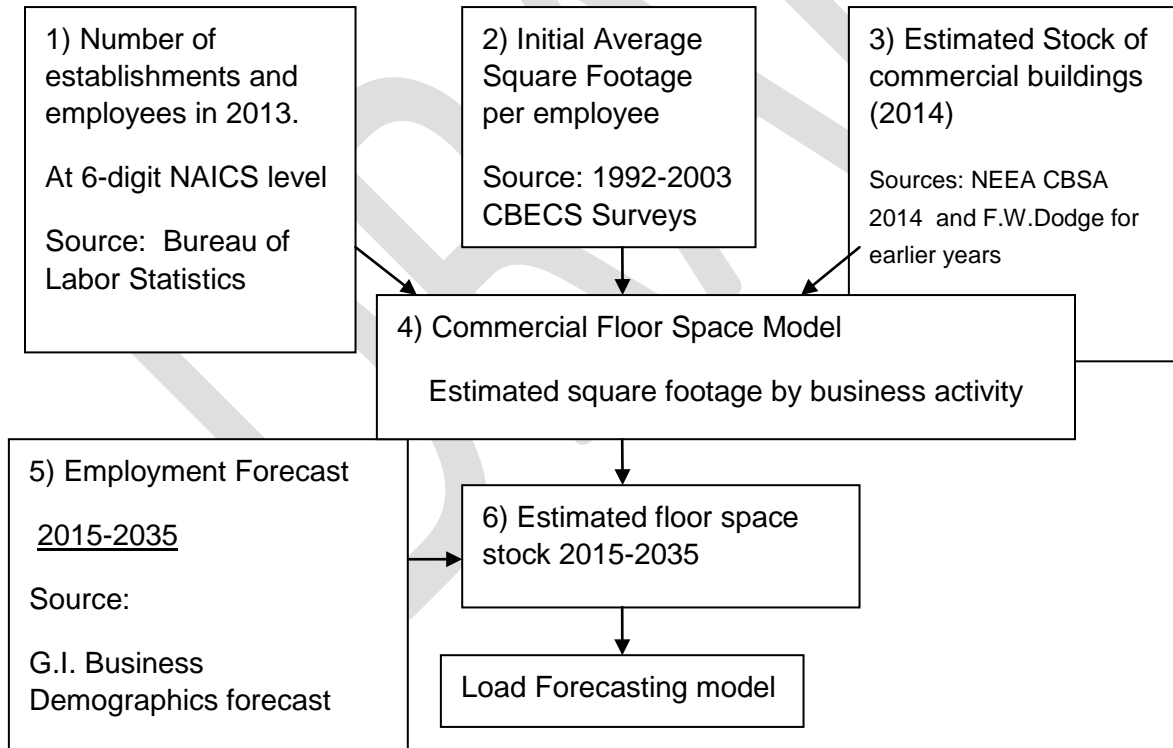 1) Number of
establishments and
employees in 2013.
At 6-digit NAICS level
Source: Bureau of
Labor Statistics
2) Initial Average
Square Footage
per employee
Source: 1992-2003
CBECS Surveys
3) Estimated Stock of
commercial buildings
(2014)
Sources: NEEA CBSA
2014 and F.W.Dodge for
earlier years
4) Commercial Floor Space Model
Estimated square footage by business activity
5) Employment Forecast
2015-2035
Source:
G.I. Business
Demographics forecast
6) Estimated floor space
stock 2015-2035
Load Forecasting model